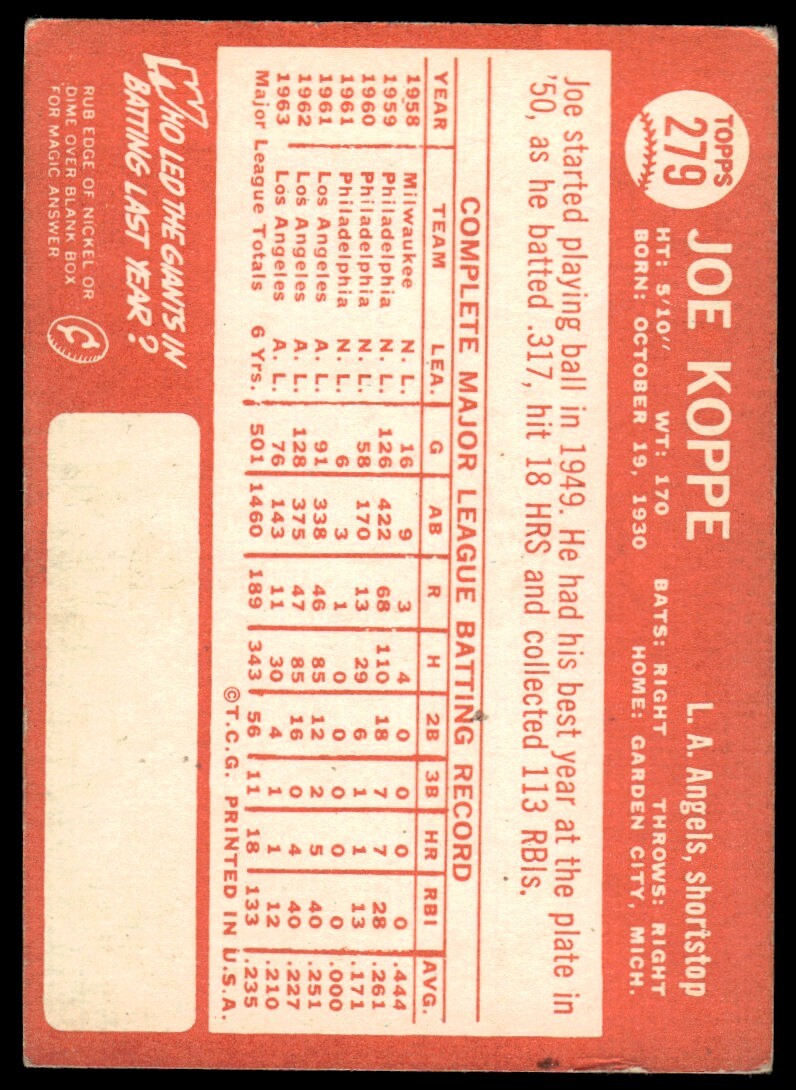 TOPPS
279
JOE KOPPE
L. A. Angels, shortstop
HT: 5/10" WT: 170 BATS: RIGHT THROWS: RIGHT
BORN: OCTOBER 19, 1930 HOME: GARDEN CITY, MICH.
Joe started playing ball in 1949. He had his best year at the plate in
'50, as he batted .317, hit 18 HRS and collected 113 RBIs.
COMPLETE MAJOR LEAGUE BATTING RECORD
YEAR TEAM LEA. G AB R H 2B 3B HR RBI AVG.
1958 Milwaukee N. L. 16 9 3 4 0 0 0 0 .444
1959 Philadelphia N. L. 126 422 68 110 18 7 7 28 .261
1960 Philadelphia N. L. 58 170 13 29 6 1 1 13 .171
1961 Philadelphia N. L. 6 3 1 0 0 0 0 0 .000
1961 Los Angeles A. L. 91 338 46 85 12 2 5 40 .251
1962 Los Angeles A. L. 128 375 47 85 16 0 4 40 .227
1963 Los Angeles A. L. 76 143 11 30 4 1 1 12 .210
Major League Totals 6 Yrs. 501 1460 189 343 56 11 18 133 .235
©T.C.G. PRINTED IN U.S.A.
WHO LED THE GIANTS IN
BATTING LAST YEAR?
RUB EDGE OF NICKEL OR
DIME OVER BLANK BOX
FOR MAGIC ANSWER